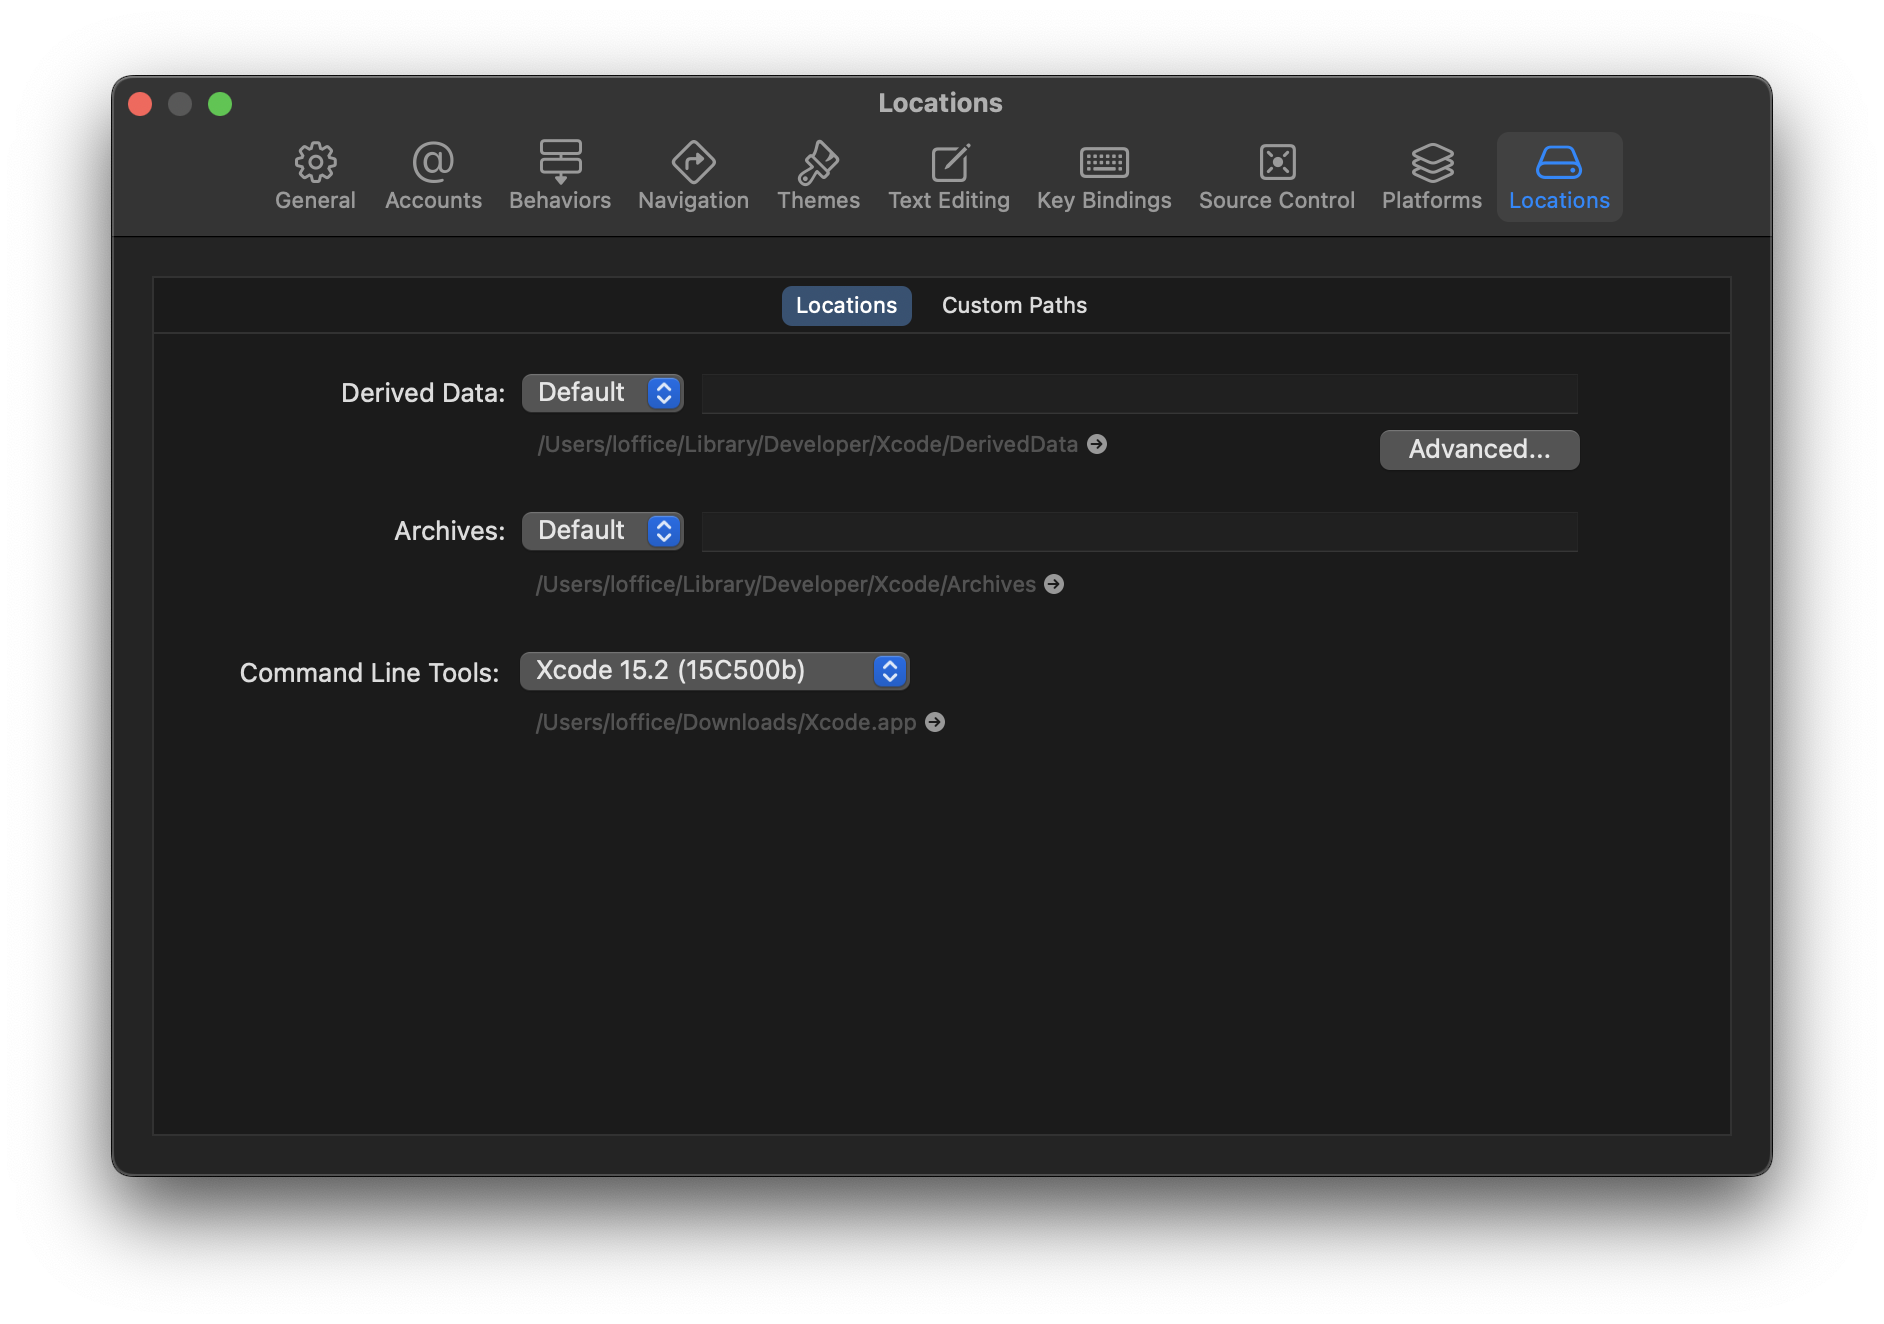 Locations
General Accounts Behaviors Navigation Themes Text Editing Key Bindings Source Control Platforms Locations
Locations Custom Paths
Derived Data: Default
/Users/loffice/Library/Developer/Xcode/DerivedData
Advanced...
Archives: Default
/Users/loffice/Library/Developer/Xcode/Archives
Command Line Tools: Xcode 15.2 (15C500b)
/Users/loffice/Downloads/Xcode.app